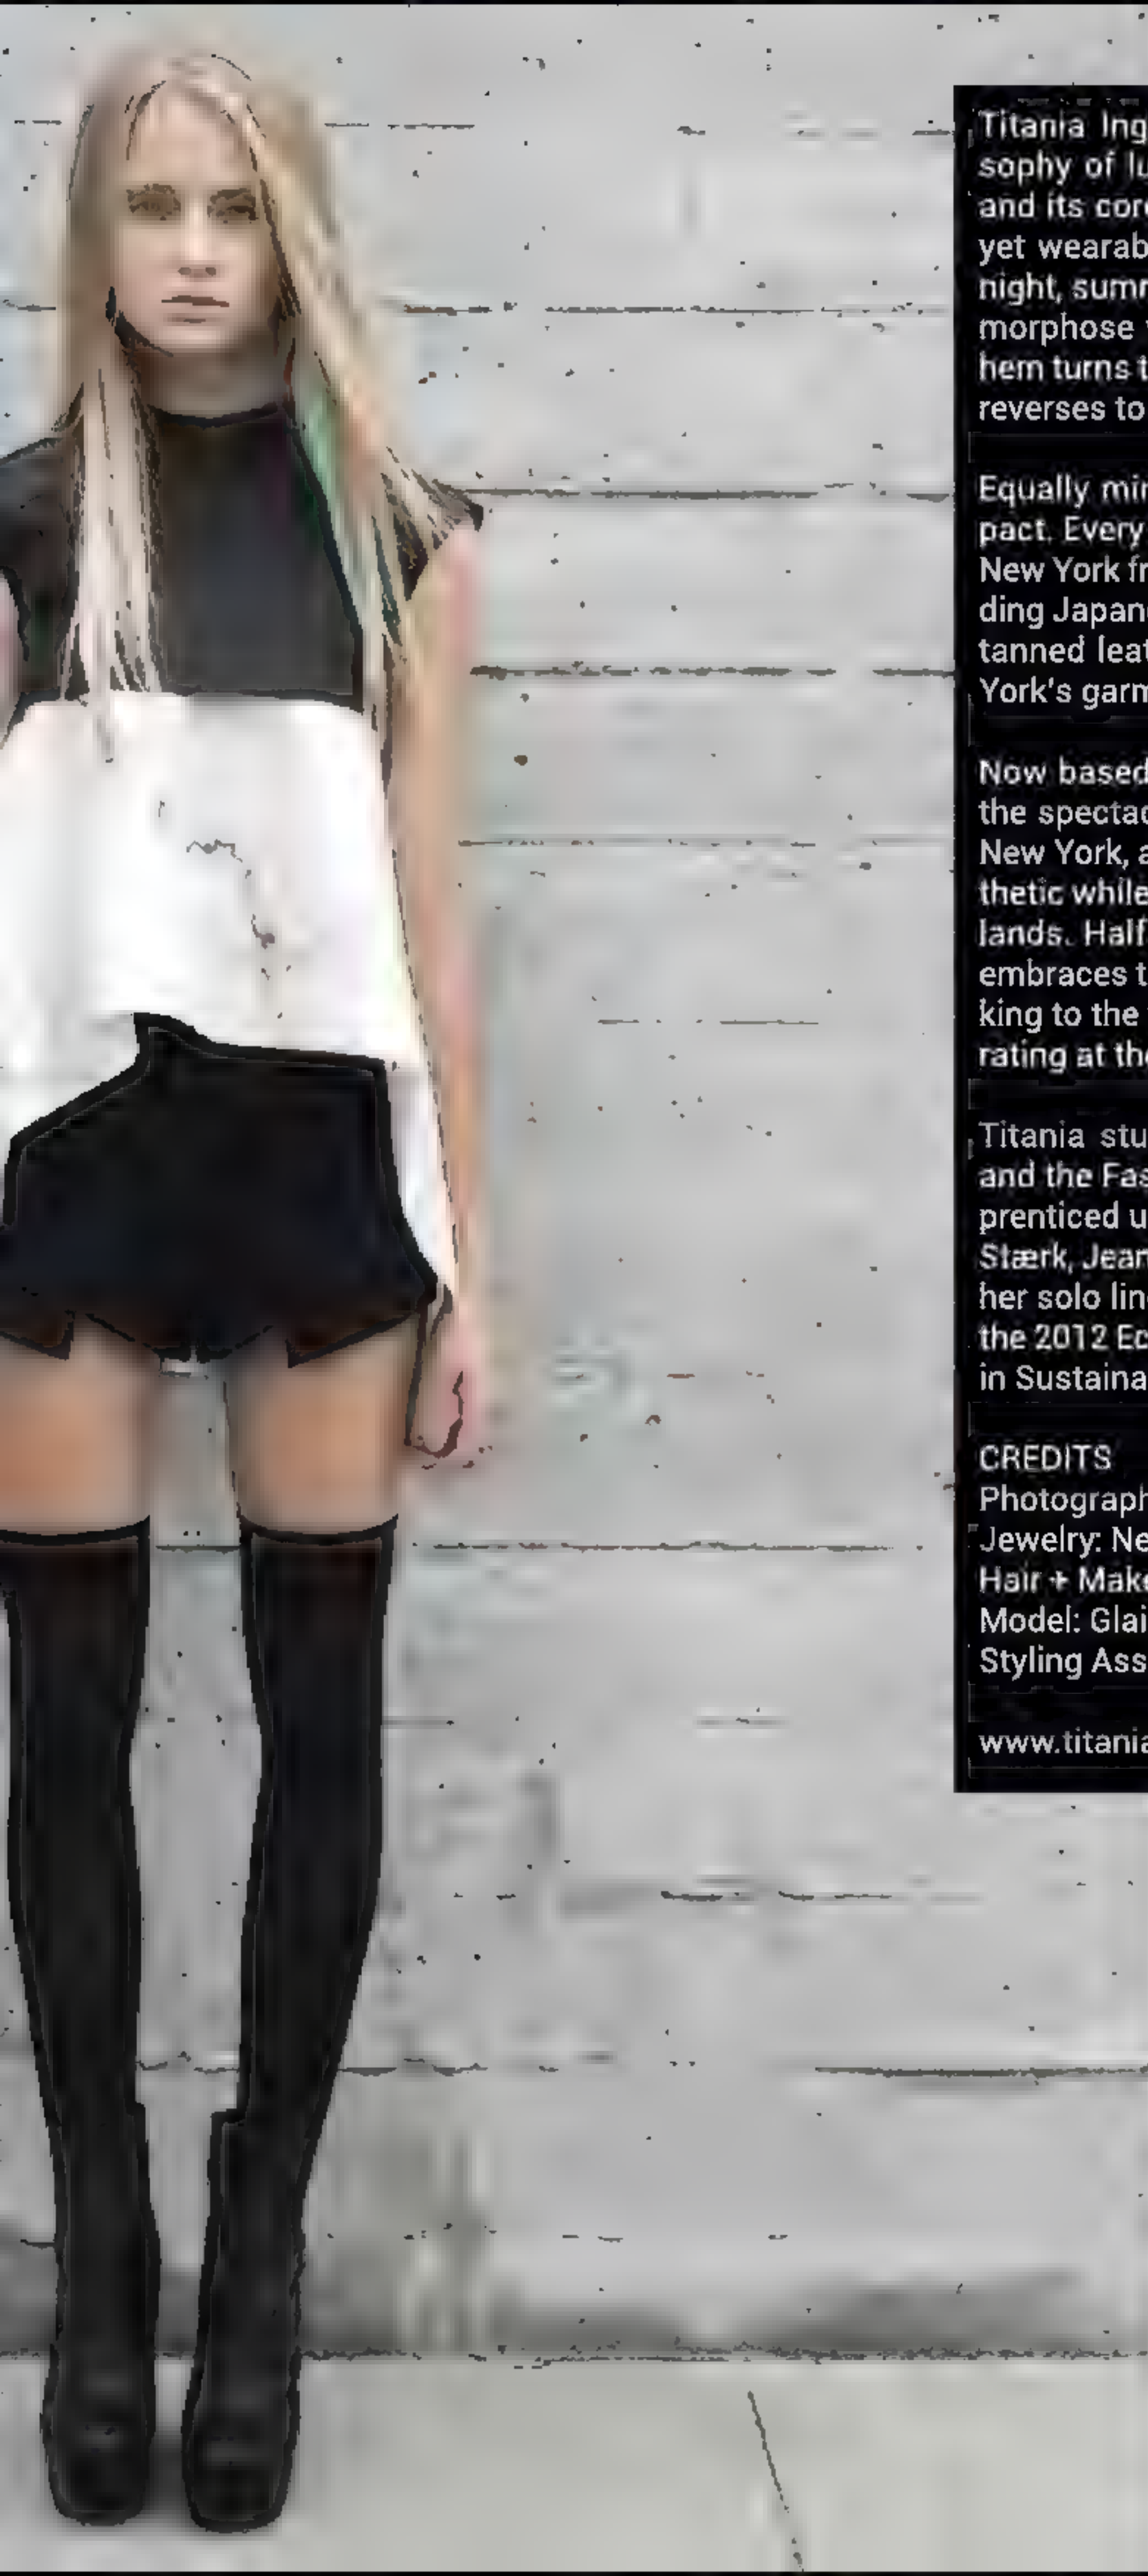 Titania Ing
sophy of lu
and its cor
yet wearab
night, sum
morphose
hem turns t
reverses to
Equally mi
pact. Every
New York fr
ding Japan
tanned leat
York's garm
Now based
the spectac
New York, a
thetic while
lands. Half
embraces t
king to the
rating at the
Titania stu
and the Fas
prenticed u
Stærk, Jean
her solo lin
the 2012 Ec
in Sustaina
CREDITS
Photograph
Jewelry: Ne
Hair + Make
Model: Glai
Styling Ass
www.titania